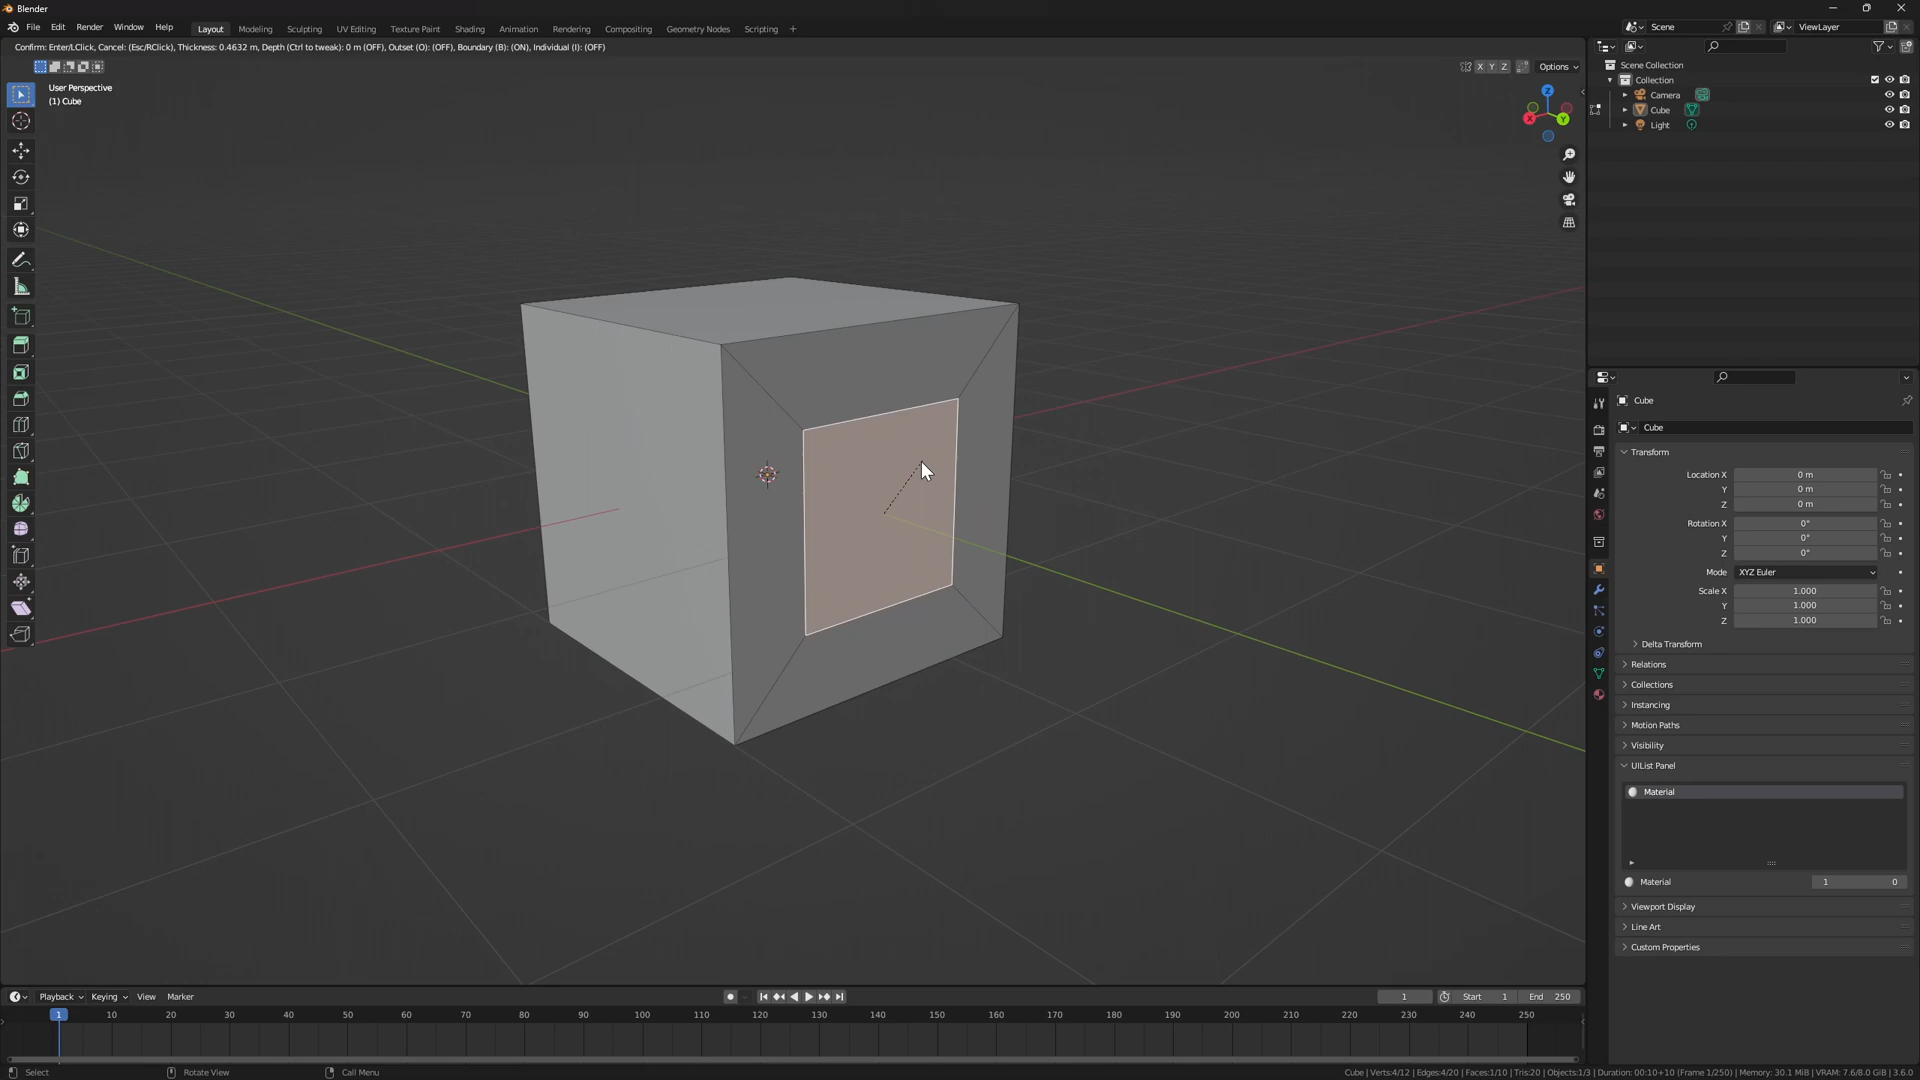 Blender
File Edit Render Window Help Layout Modeling Sculpting UV Editing Texture Paint Shading Animation Rendering Compositing Geometry Nodes Scripting + Scene ViewLayer
Confirm: Enter/LClick, Cancel: (Esc/RClick), Thickness: 0.4632 m, Depth (Ctrl to tweak): 0 m (OFF), Outset (O): (OFF), Boundary (B): (ON), Individual (I): (OFF)
X Y Z Options
User Perspective
(1) Cube
Z
X Y
Scene Collection
Collection
Camera
Cube
Light
Cube
Cube
Transform
Location X 0 m
Y 0 m
Z 0 m
Rotation X 0°
Y 0°
Z 0°
Mode XYZ Euler
Scale X 1.000
Y 1.000
Z 1.000
Delta Transform
Relations
Collections
Instancing
Motion Paths
Visibility
UIList Panel
Material
Material 1 0
Viewport Display
Line Art
Custom Properties
Playback Keying View Marker 1 Start 1 End 250
1 10 20 30 40 50 60 70 80 90 100 110 120 130 140 150 160 170 180 190 200 210 220 230 240 250
Select Rotate View Call Menu Cube | Verts:4/12 | Edges:4/20 | Faces:1/10 | Tris:20 | Objects:1/3 | Duration: 00:10+10 (Frame 1/250) | Memory: 30.1 MiB | VRAM: 7.6/8.0 GiB | 3.6.0